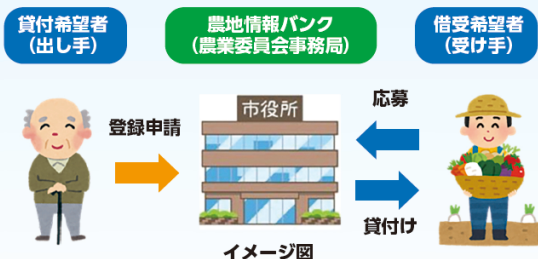 貸付希望者
（出し手）
農地情報バンク
（農業委員会事務局）
借受希望者
（受け手）
登録申請
市役所
応募
貸付け
イメージ図